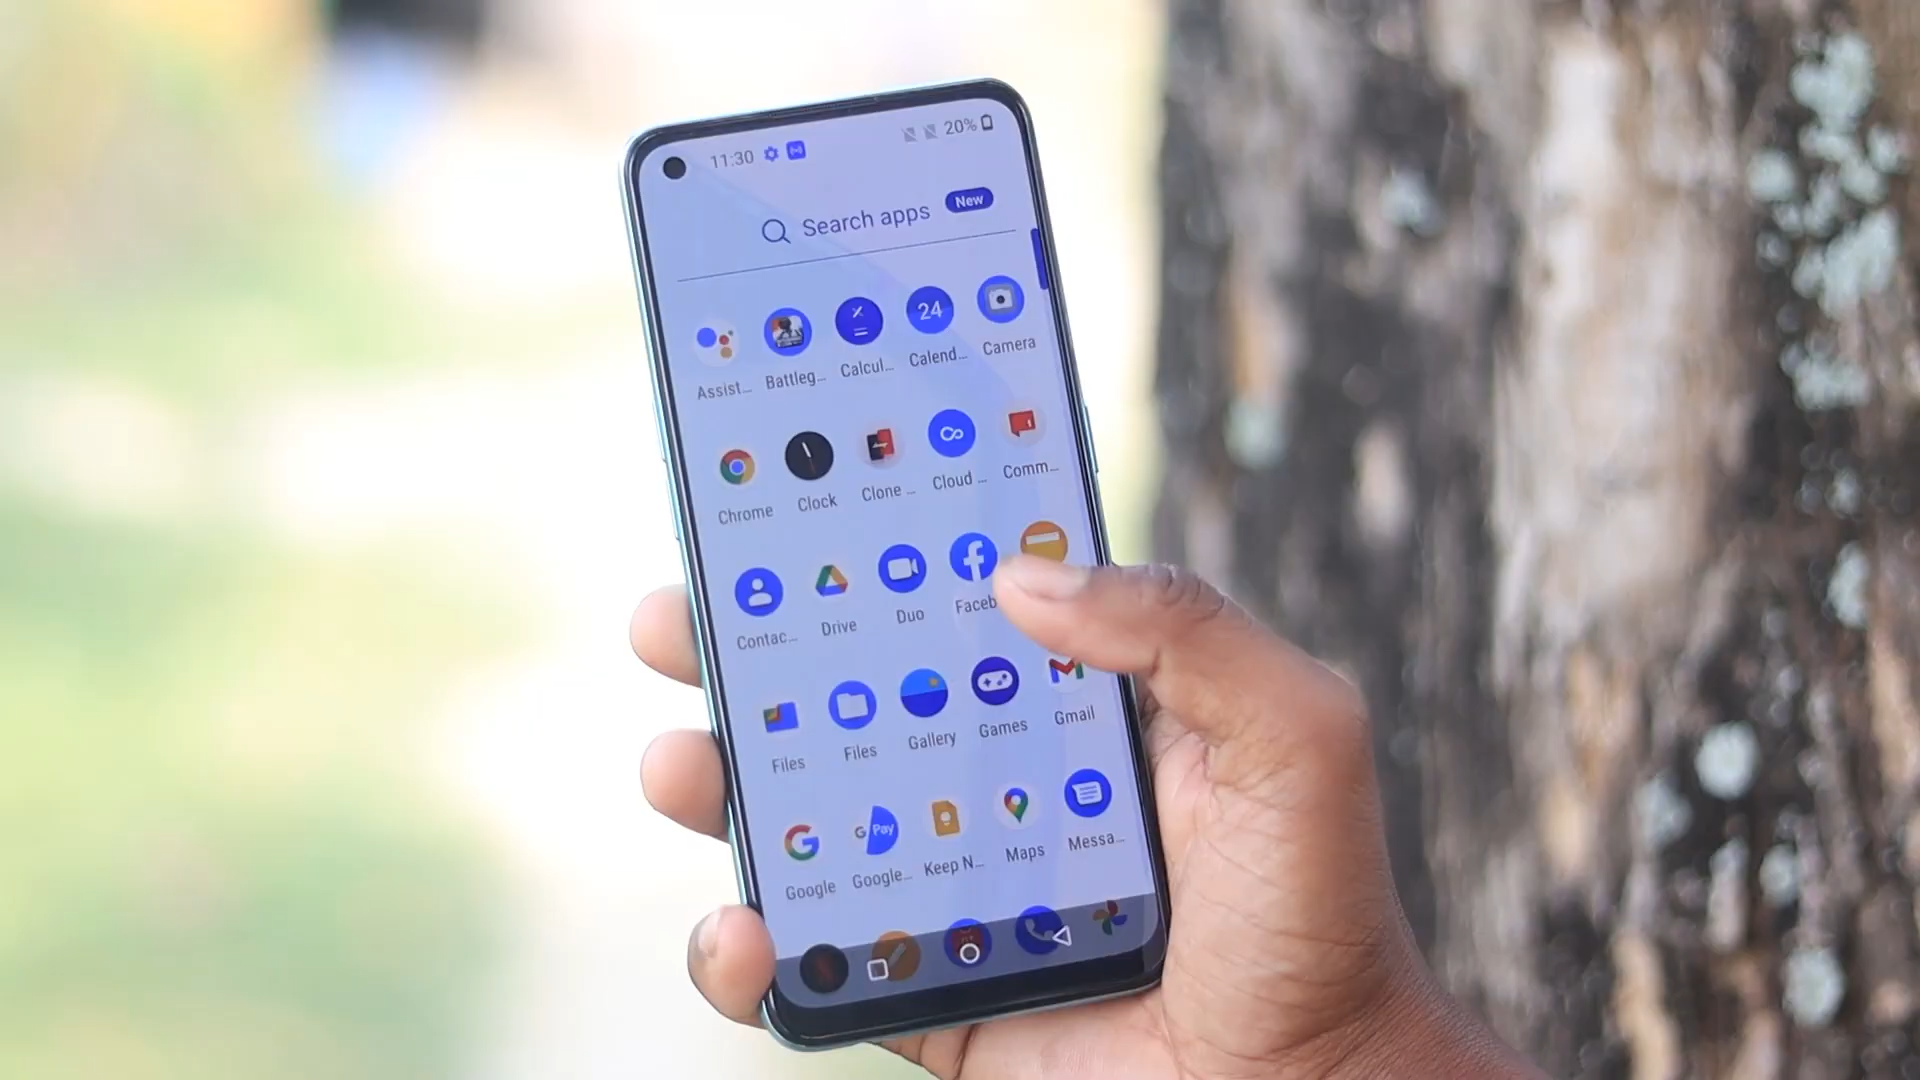 11:30 20%
Search apps New
24
Assist... Battleg... Calcul... Calend... Camera
Chrome Clock Clone ... Cloud ... Comm...
Contac... Drive Duo Faceb
Files Files Gallery Games Gmail
G Pay
Google Google... Keep N... Maps Messa...